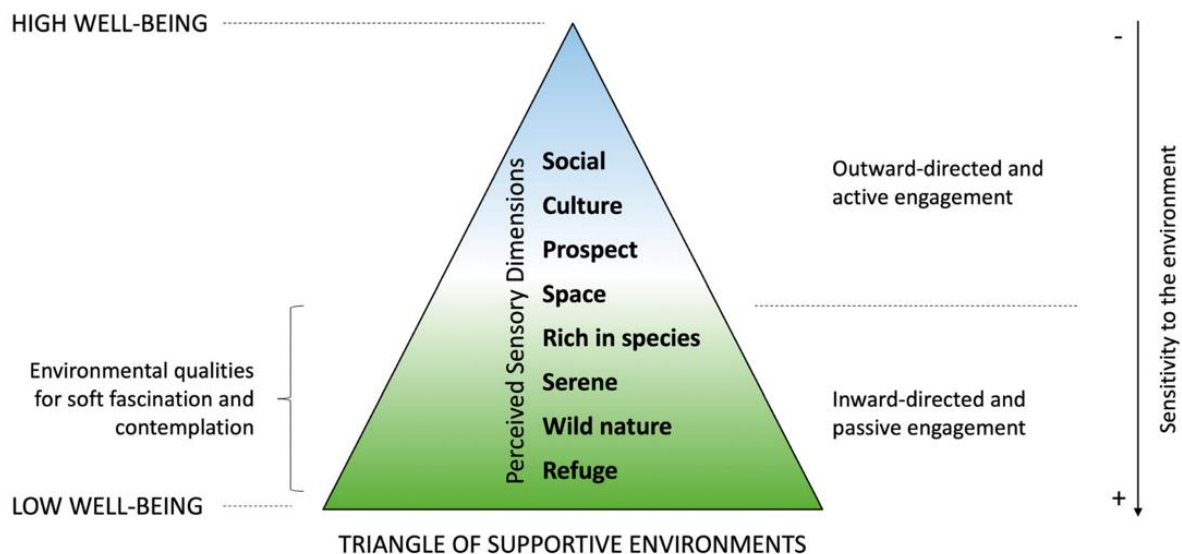 HIGH WELL-BEING
-
Perceived Sensory Dimensions
Social
Culture
Prospect
Space
Rich in species
Serene
Wild nature
Refuge
Outward-directed and
active engagement
Sensitivity to the environment
Environmental qualities
for soft fascination and
contemplation
Inward-directed and
passive engagement
+
LOW WELL-BEING
TRIANGLE OF SUPPORTIVE ENVIRONMENTS